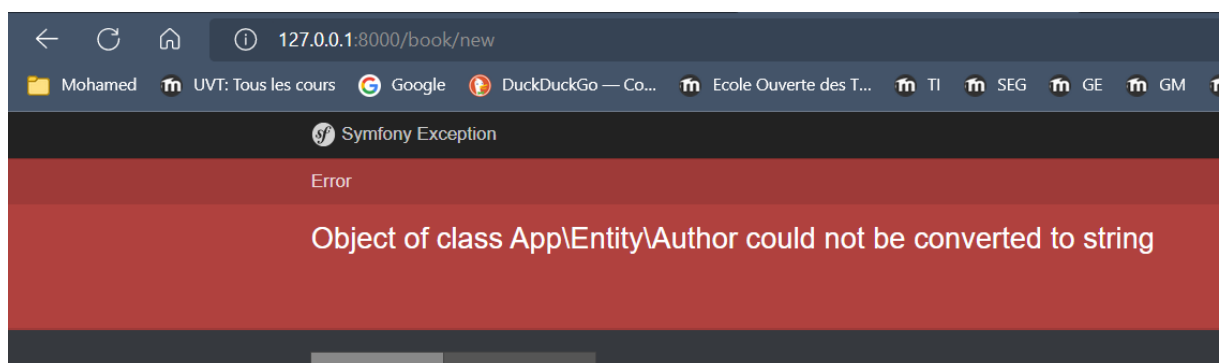 127.0.0.1:8000/book/new
Mohamed UVT: Tous les cours Google DuckDuckGo — Co... Ecole Ouverte des T... TI SEG GE GM
Symfony Exception
Error
Object of class App\Entity\Author could not be converted to string